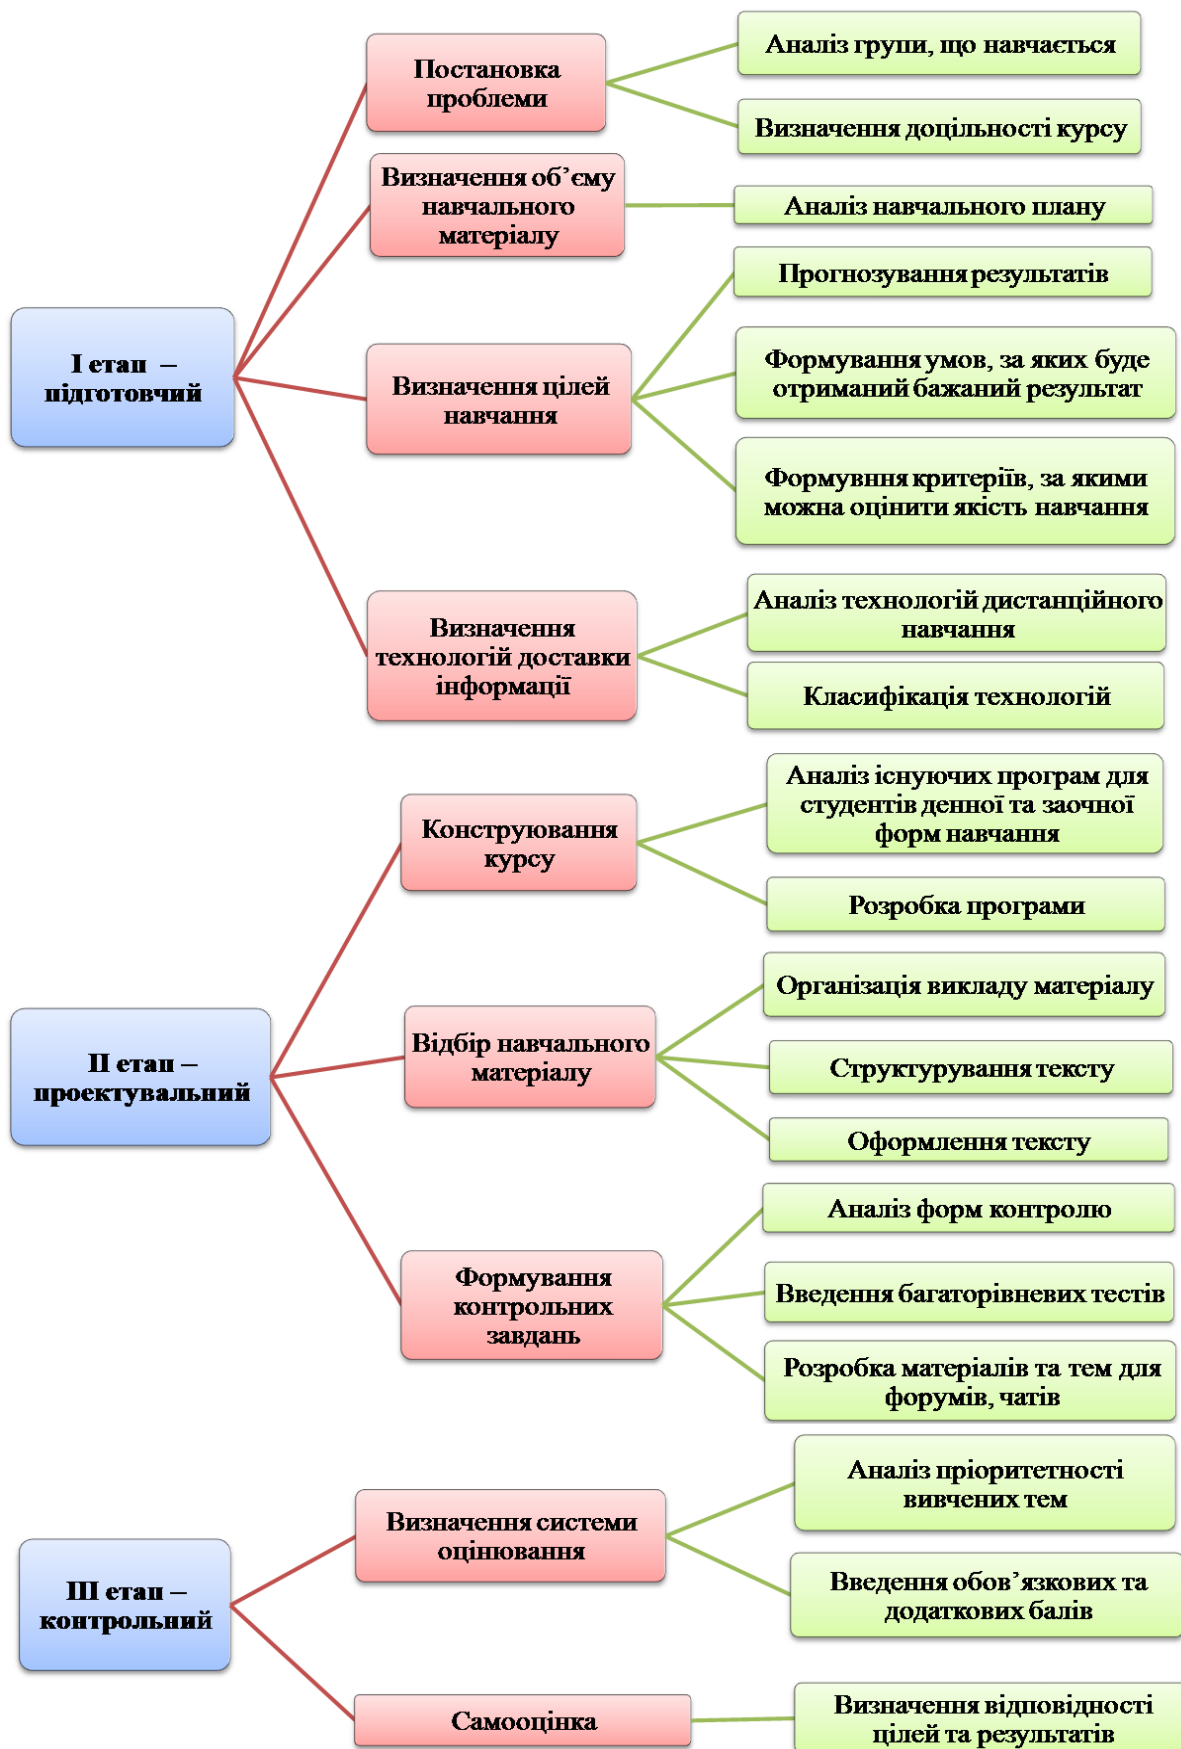 І етап –
підготовчий
Постановка
проблеми
Аналіз групи, що навчається
Визначення доцільності курсу
Визначення об’єму
навчального
матеріалу
Аналіз навчального плану
Визначення цілей
навчання
Прогнозування результатів
Формування умов, за яких буде
отриманий бажаний результат
Формувння критеріїв, за якими
можна оцінити якість навчання
Визначення
технологій доставки
інформації
Аналіз технологій дистанційного
навчання
Класифікація технологій
ІІ етап –
проектувальний
Конструювання
курсу
Аналіз існуючих програм для
студентів денної та заочної
форм навчання
Розробка програми
Відбір навчального
матеріалу
Організація викладу матеріалу
Структурування тексту
Оформлення тексту
Формування
контрольних
завдань
Аналіз форм контролю
Введення багаторівневих тестів
Розробка матеріалів та тем для
форумів, чатів
ІІІ етап –
контрольний
Визначення системи
оцінювання
Аналіз пріоритетності
вивчених тем
Введення обов’язкових та
додаткових балів
Самооцінка
Визначення відповідності
цілей та результатів